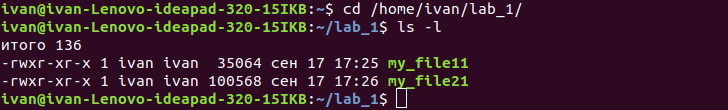 ivan@ivan-Lenovo-ideapad-320-15IKB:~$ cd /home/ivan/lab_1/
ivan@ivan-Lenovo-ideapad-320-15IKB:~/lab_1$ ls -l
итого 136
-rwxr-xr-x 1 ivan ivan  35064 сен 17 17:25 my_file11
-rwxr-xr-x 1 ivan ivan 100568 сен 17 17:26 my_file21
ivan@ivan-Lenovo-ideapad-320-15IKB:~/lab_1$